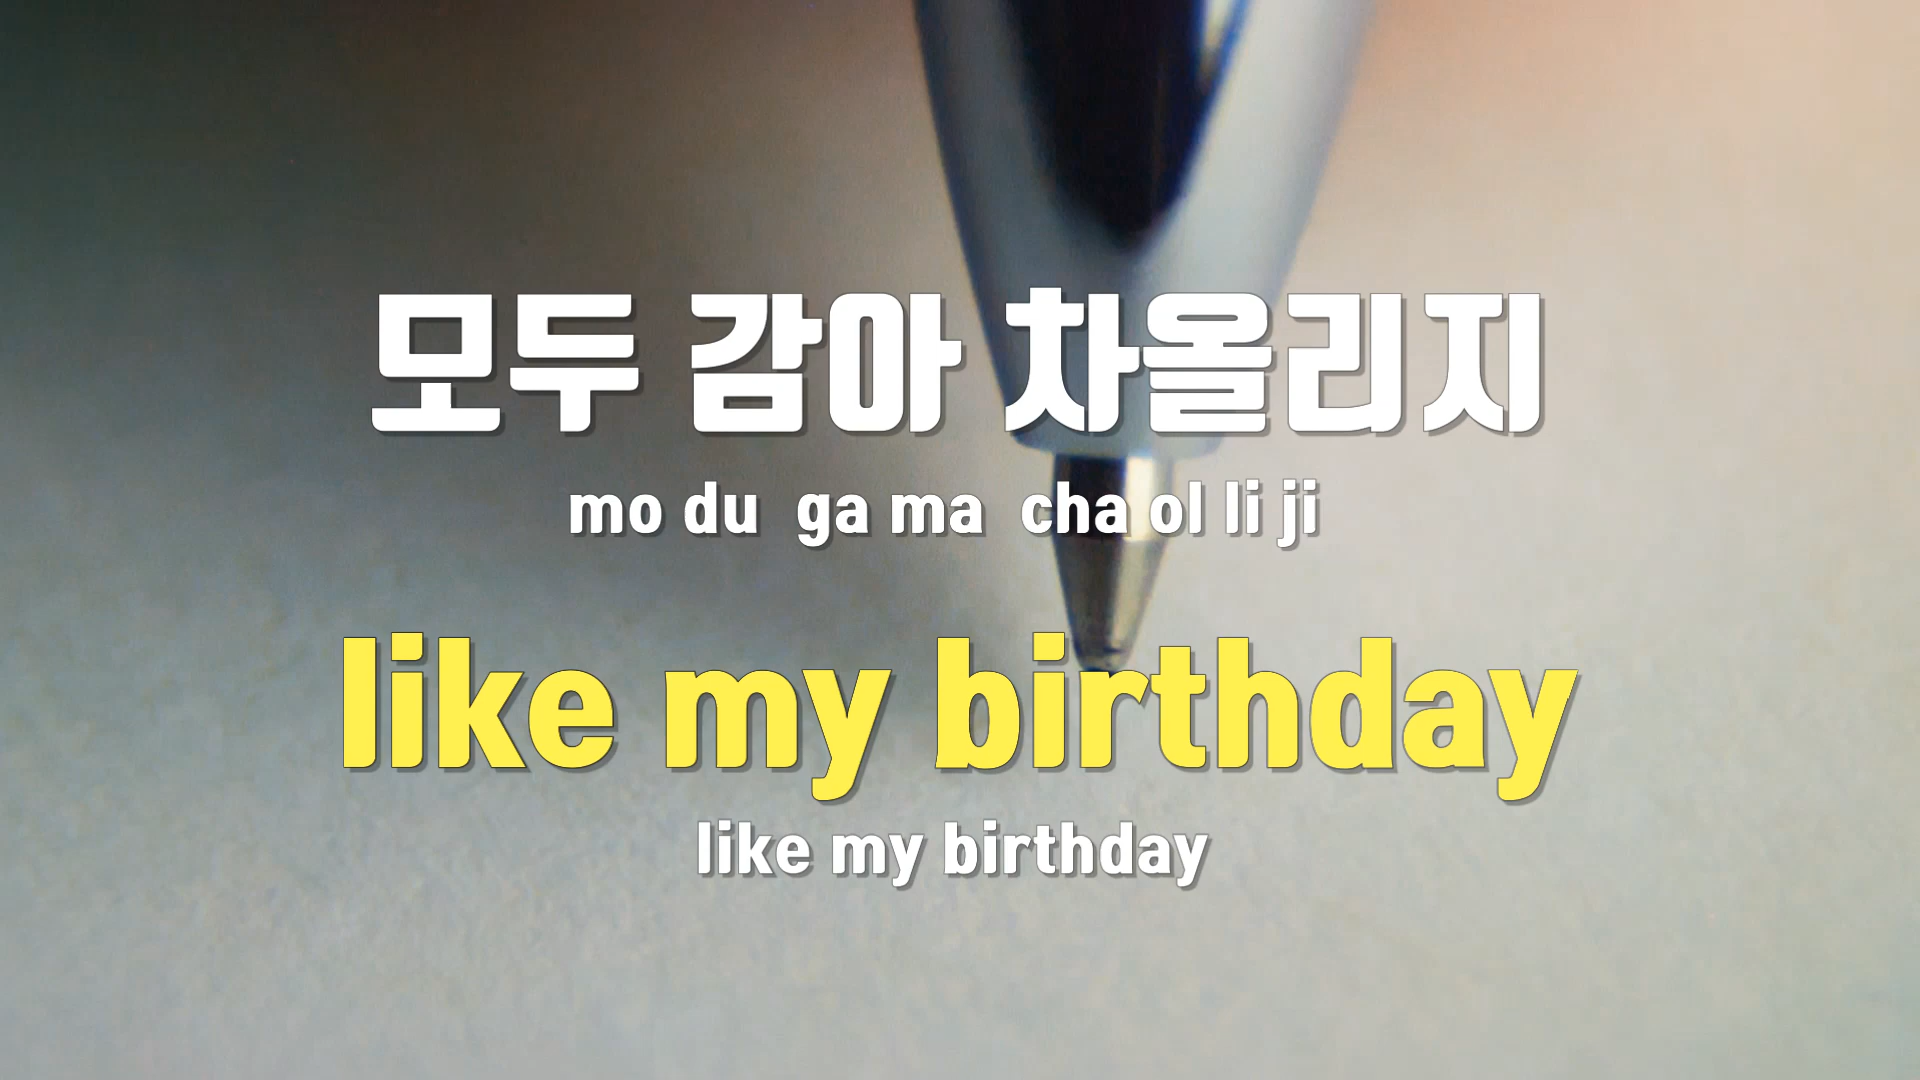 모두 감아 차올리지
mo du ga ma cha ol li ji
like my birthday
like my birthday